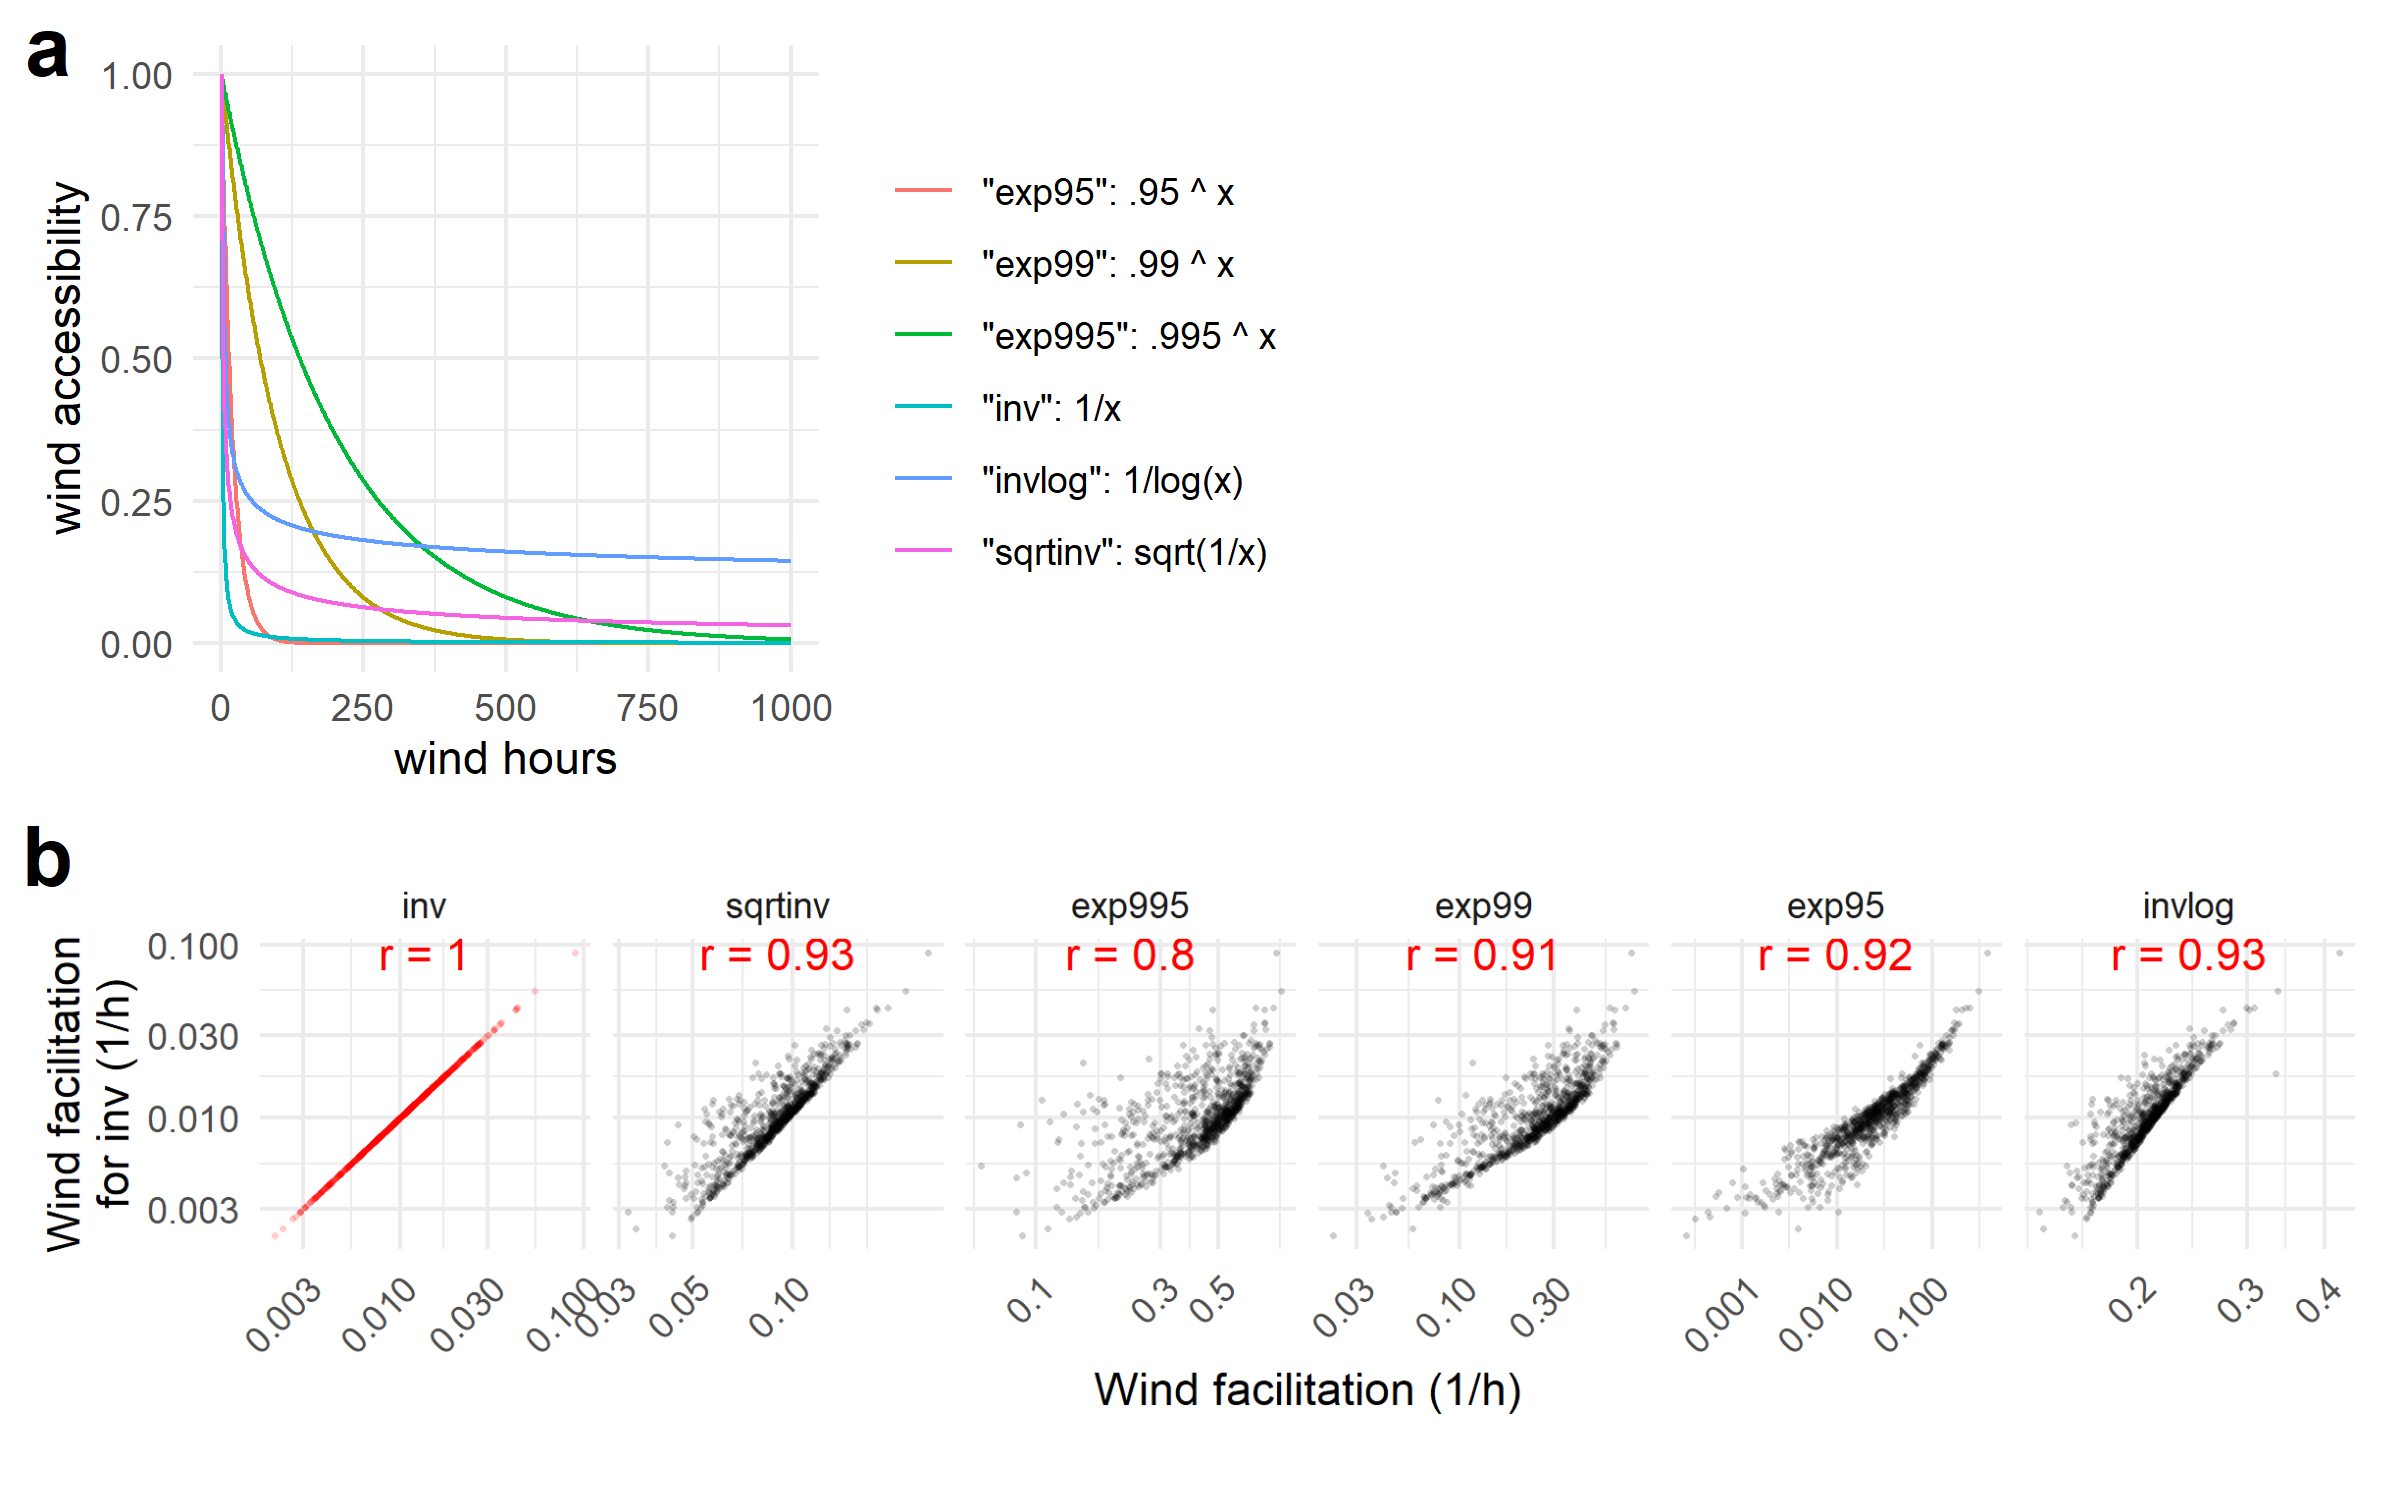 a
1.00
0.75
0.50
0.25
0.00
wind accessibility
0 250 500 750 1000
wind hours
"exp95": .95 ^ x
"exp99": .99 ^ x
"exp995": .995 ^ x
"inv": 1/x
"invlog": 1/log(x)
"sqrtinv": sqrt(1/x)
b
inv sqrtinv exp995 exp99 exp95 invlog
r = 1 r = 0.93 r = 0.8 r = 0.91 r = 0.92 r = 0.93
Wind facilitation
for inv (1/h)
0.100
0.030
0.010
0.003
0.003 0.010 0.030 0.100 0.03 0.05 0.10 0.1 0.3 0.5 0.03 0.10 0.30 0.001 0.010 0.100 0.2 0.3 0.4
Wind facilitation (1/h)